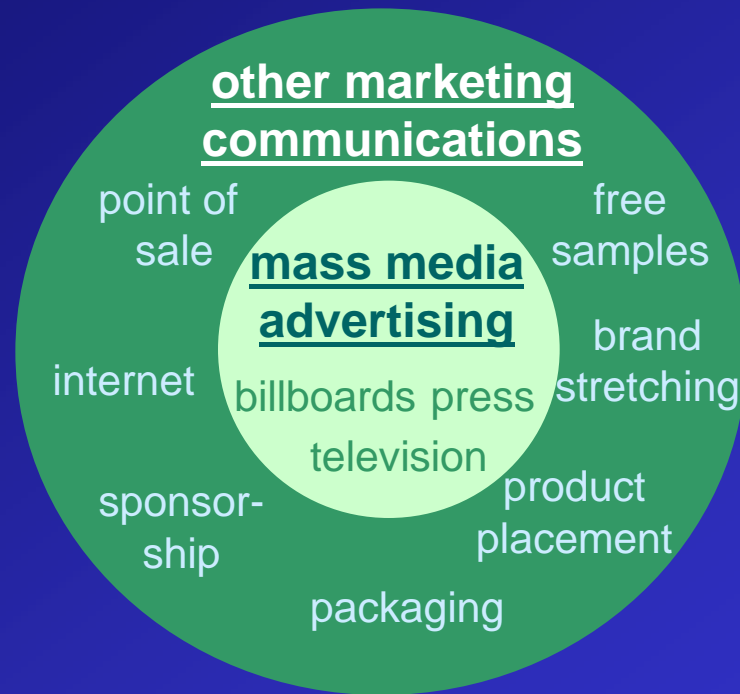 other marketing
communications
point of
sale
free
samples
mass media
advertising
brand
stretching
internet
billboards press
television
sponsor-
ship
product
placement
packaging